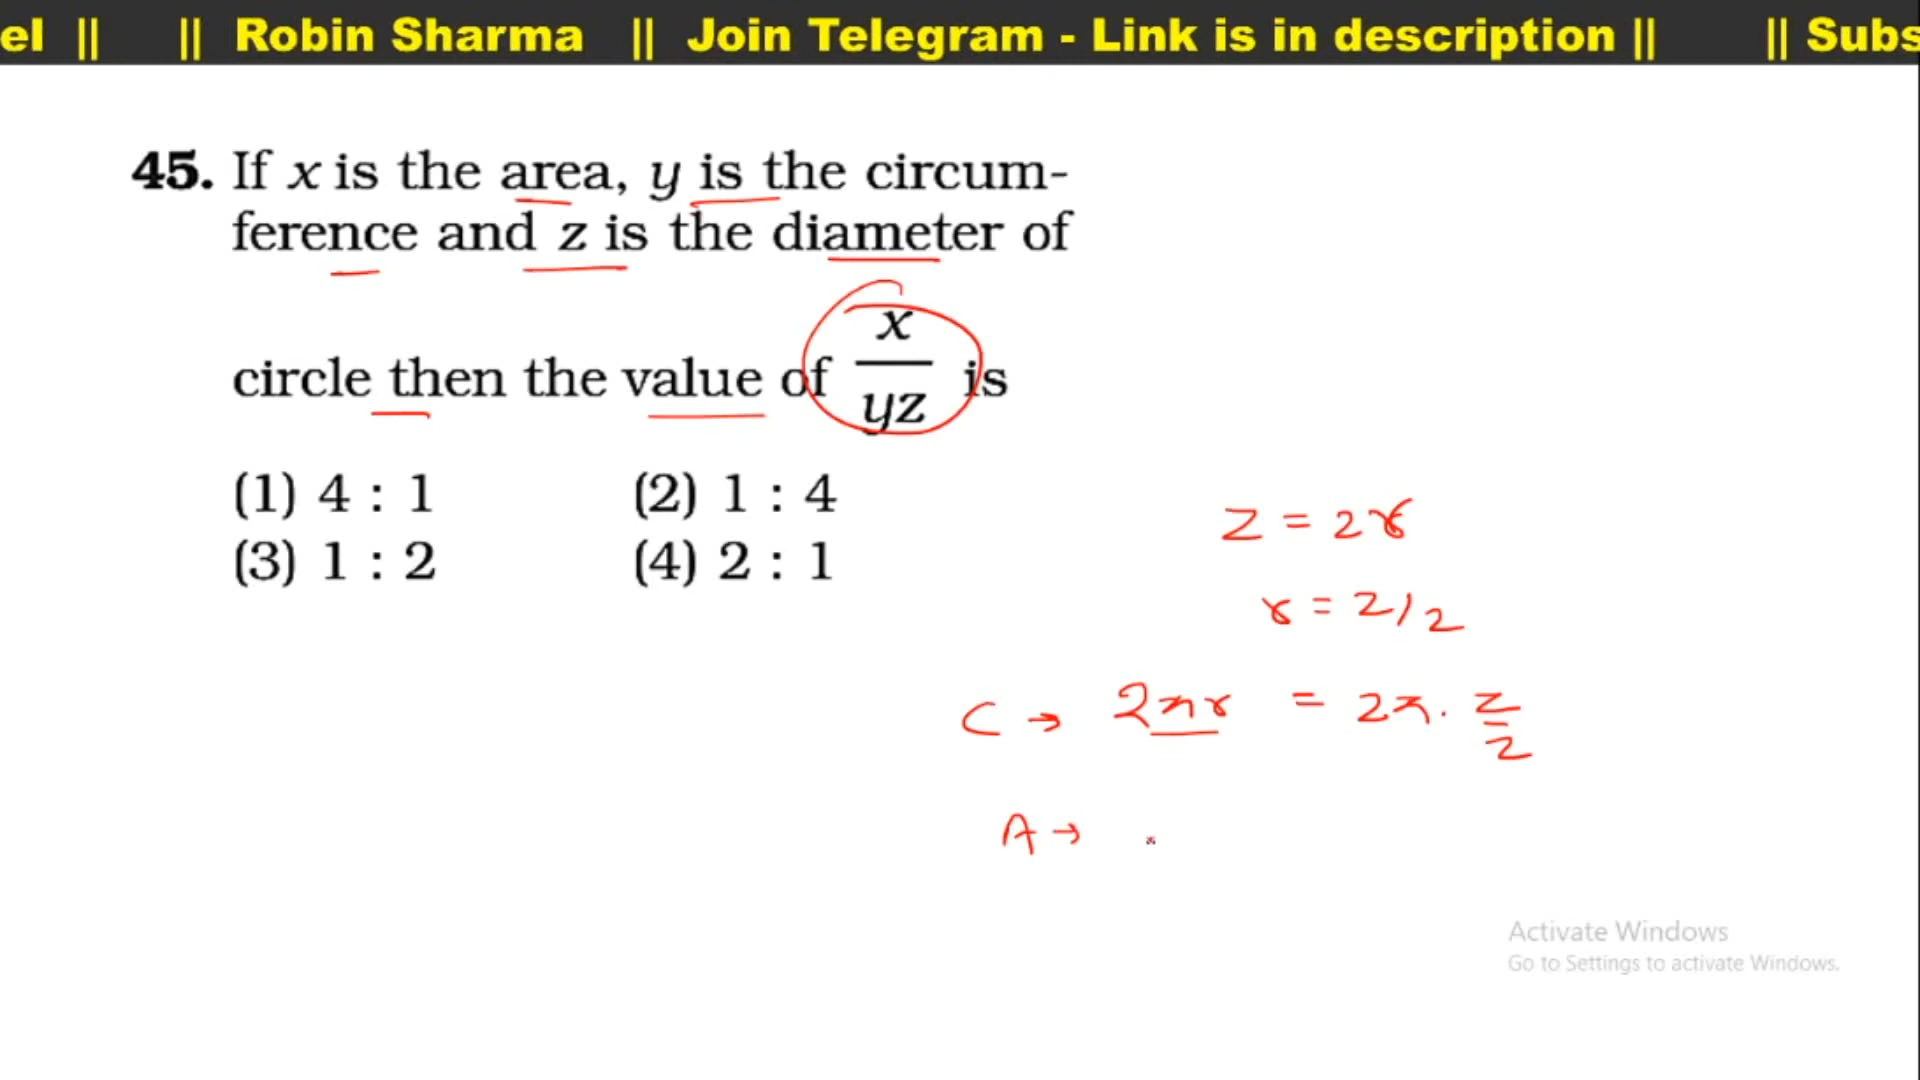 el || || Robin Sharma || Join Telegram - Link is in description || || Subs
45. If x is the area, y is the circum-
ference and z is the diameter of
circle then the value of x/yz is
(1) 4 : 1 (2) 1 : 4
(3) 1 : 2 (4) 2 : 1
z = 2r
r = z/2
C → 2πr = 2π. z/2
A →
Activate Windows
Go to Settings to activate Windows.